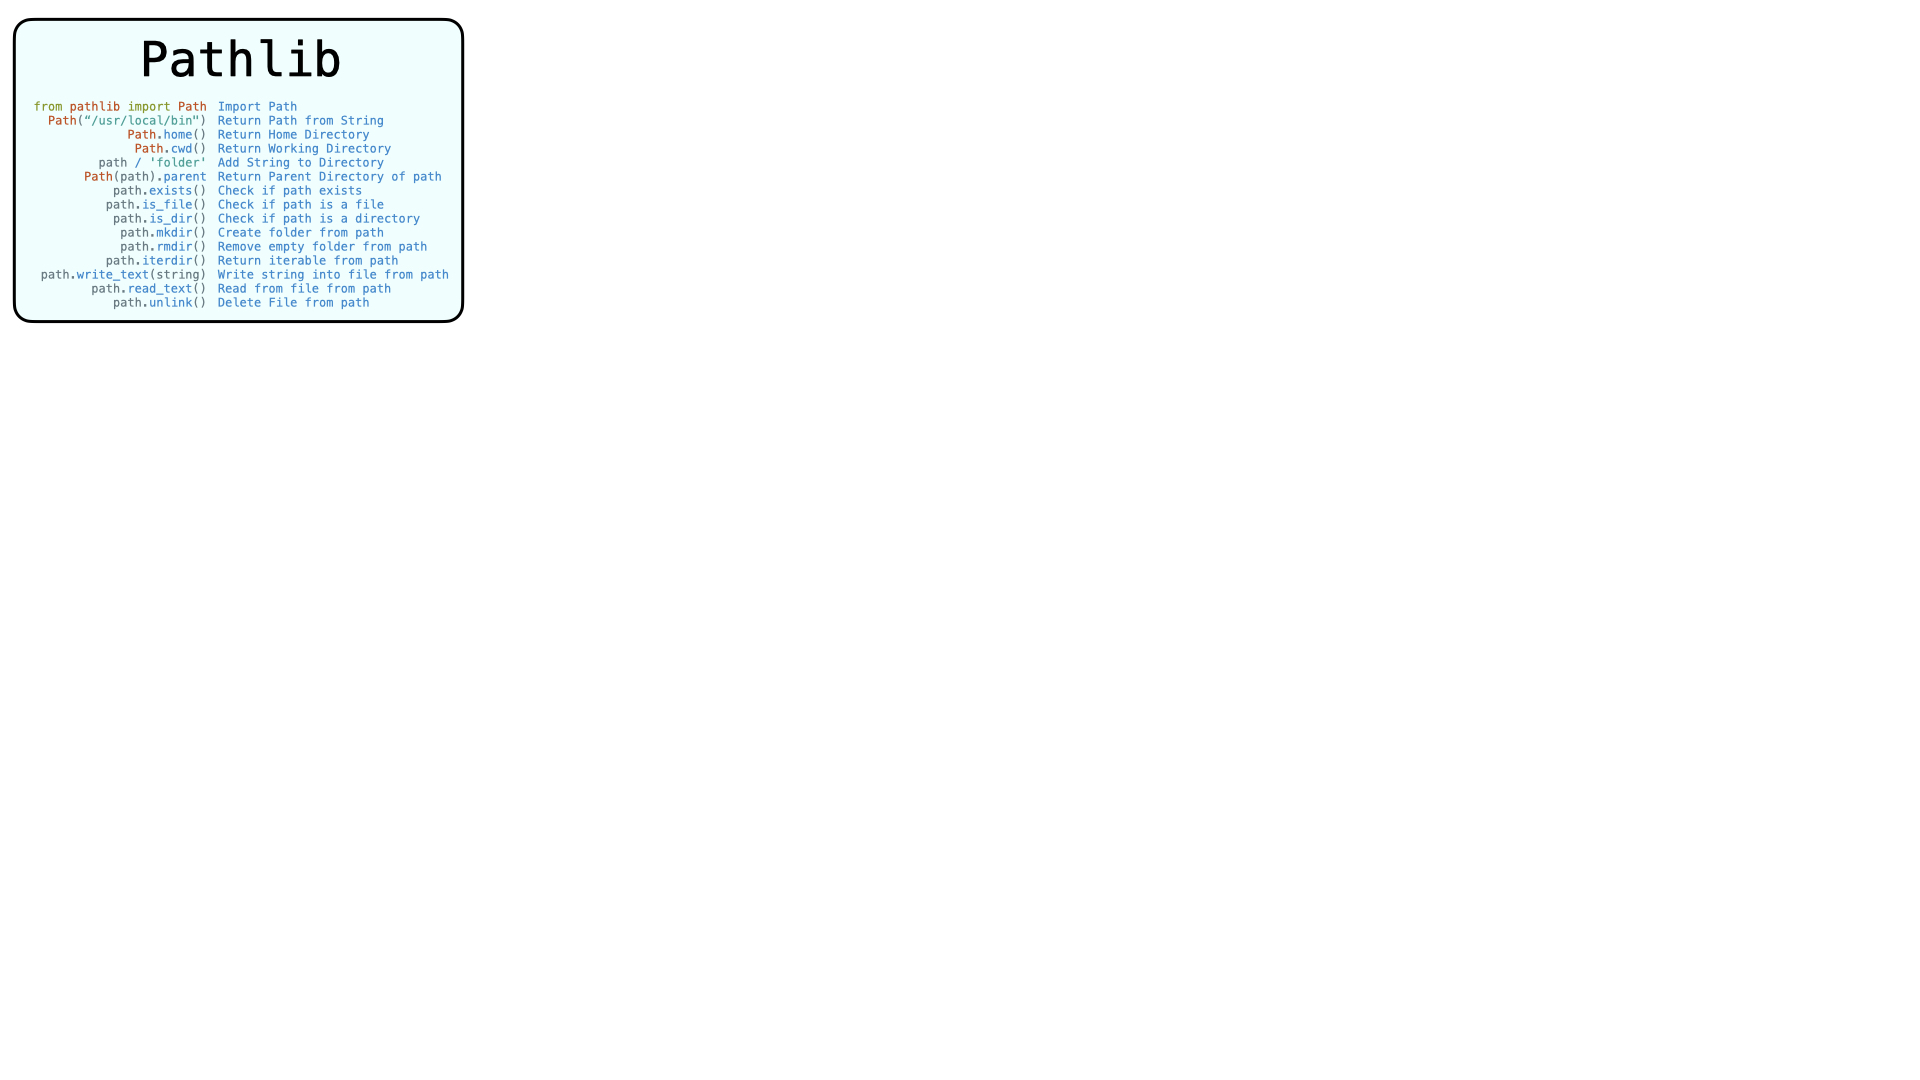 Pathlib
from pathlib import Path Import Path
Path(“/usr/local/bin") Return Path from String
Path.home() Return Home Directory
Path.cwd() Return Working Directory
path / 'folder' Add String to Directory
Path(path).parent Return Parent Directory of path
path.exists() Check if path exists
path.is_file() Check if path is a file
path.is_dir() Check if path is a directory
path.mkdir() Create folder from path
path.rmdir() Remove empty folder from path
path.iterdir() Return iterable from path
path.write_text(string) Write string into file from path
path.read_text() Read from file from path
path.unlink() Delete File from path